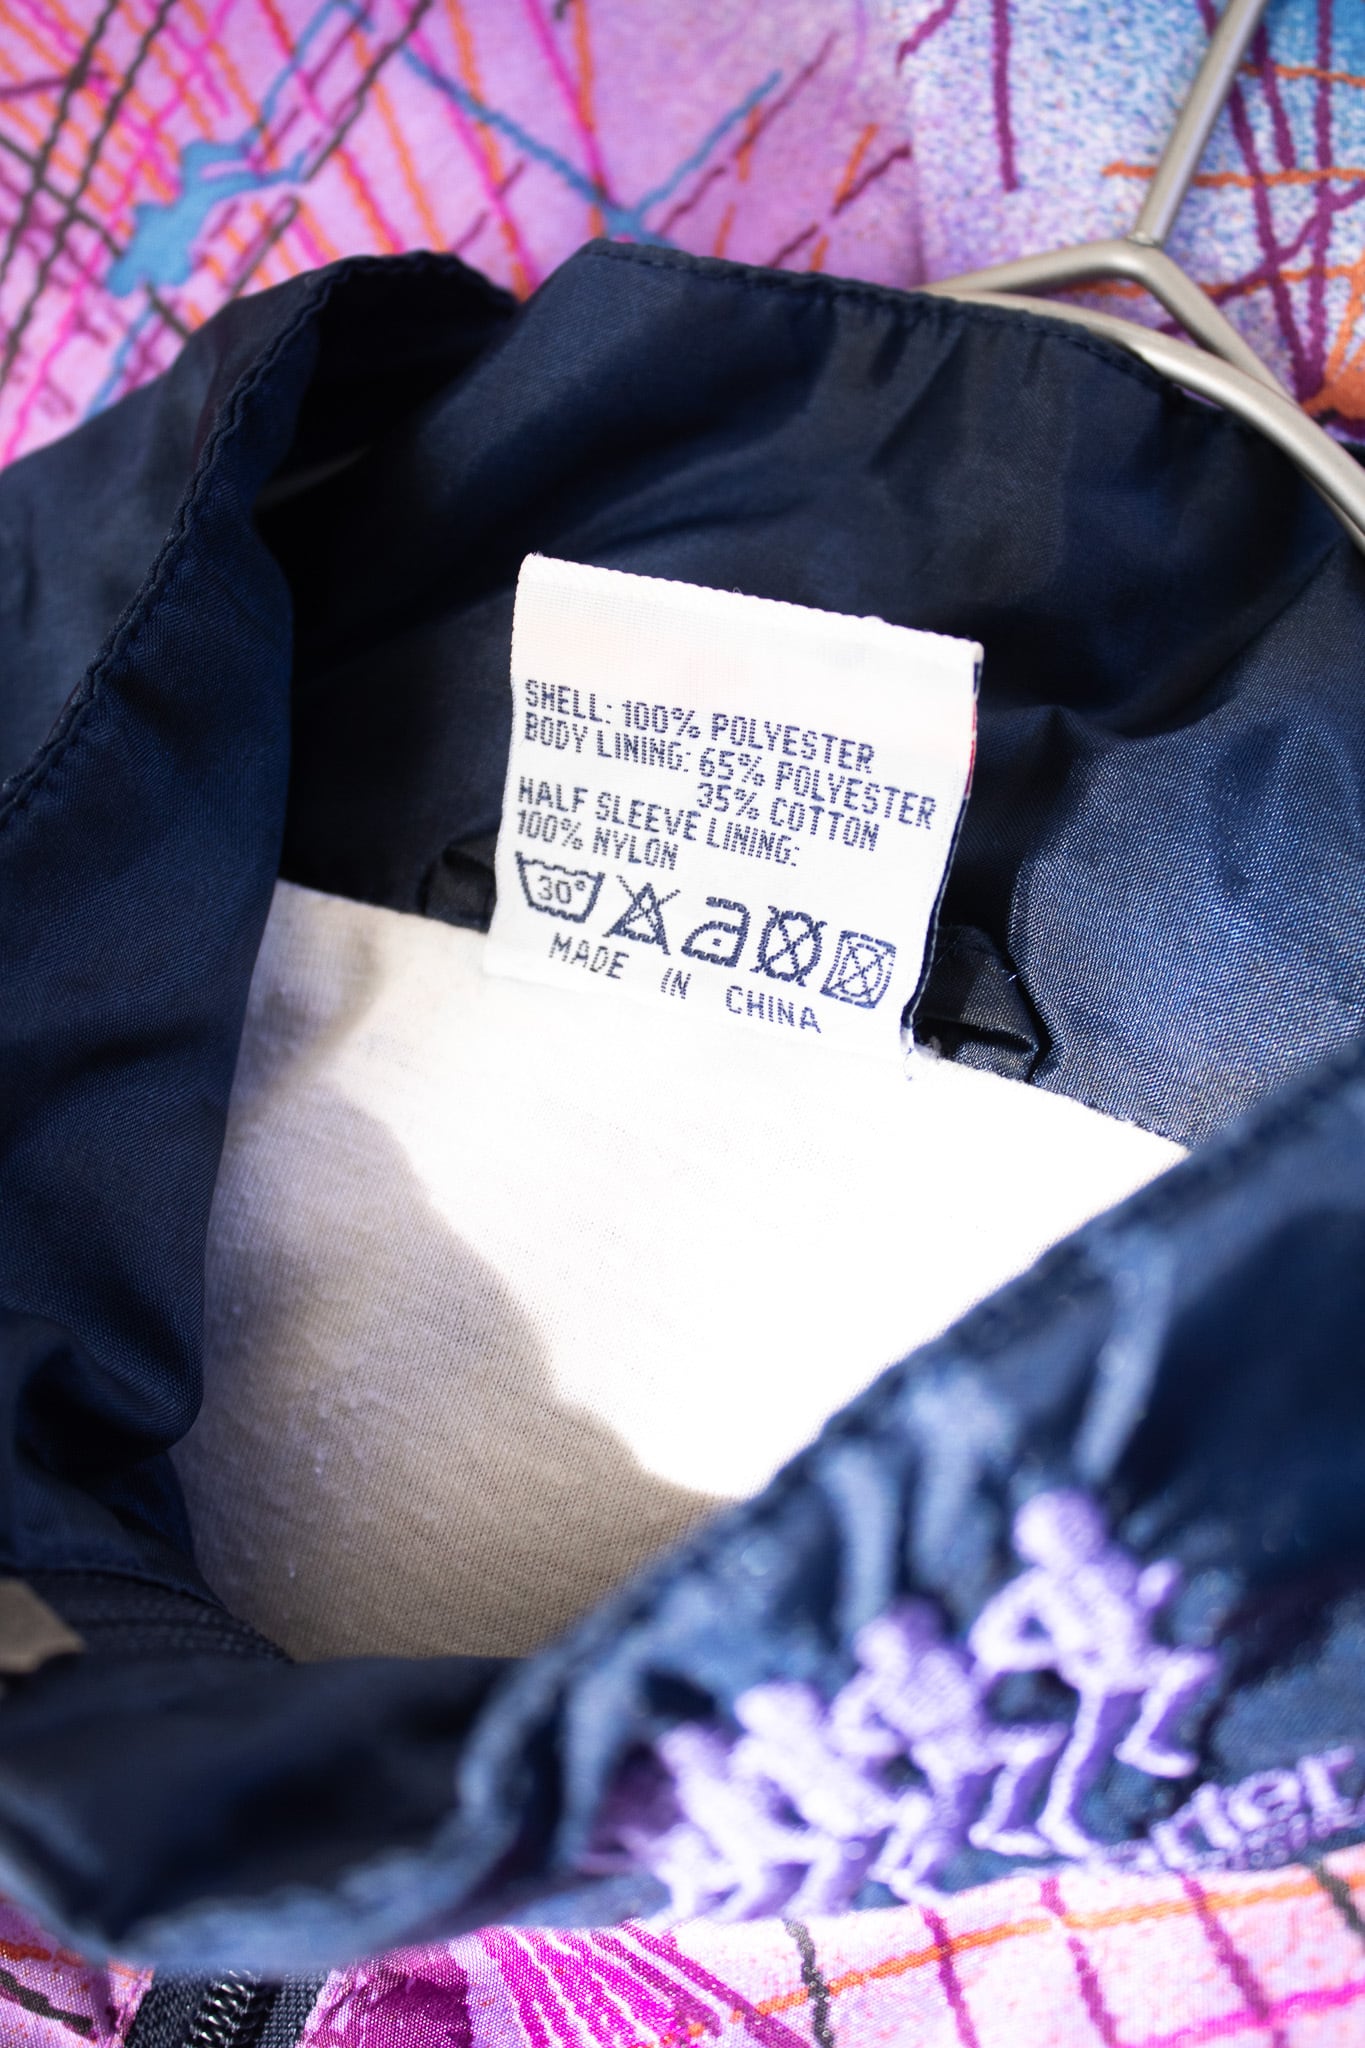 SHELL: 100% POLYESTER
BODY LINING: 65% POLYESTER
35% COTTON
HALF SLEEVE LINING:
100% NYLON
30°
MADE IN CHINA